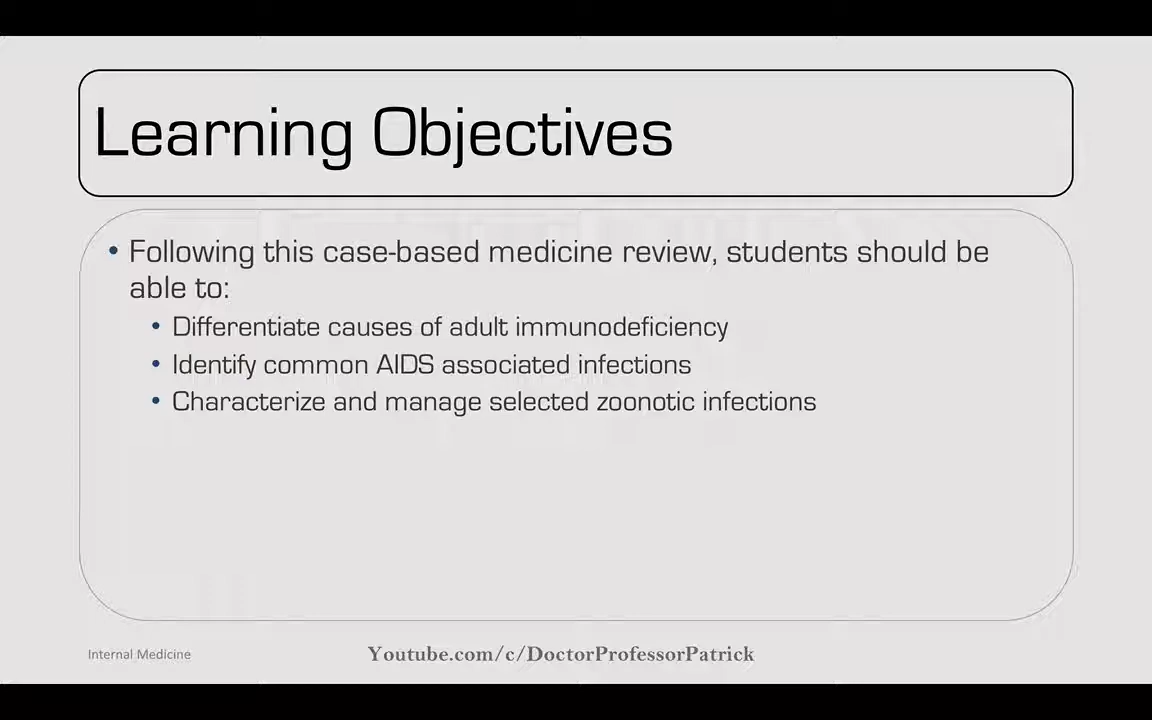 Learning Objectives
• Following this case-based medicine review, students should be
able to:
• Differentiate causes of adult immunodeficiency
• Identify common AIDS associated infections
• Characterize and manage selected zoonotic infections
Internal Medicine
Youtube.com/c/DoctorProfessorPatrick